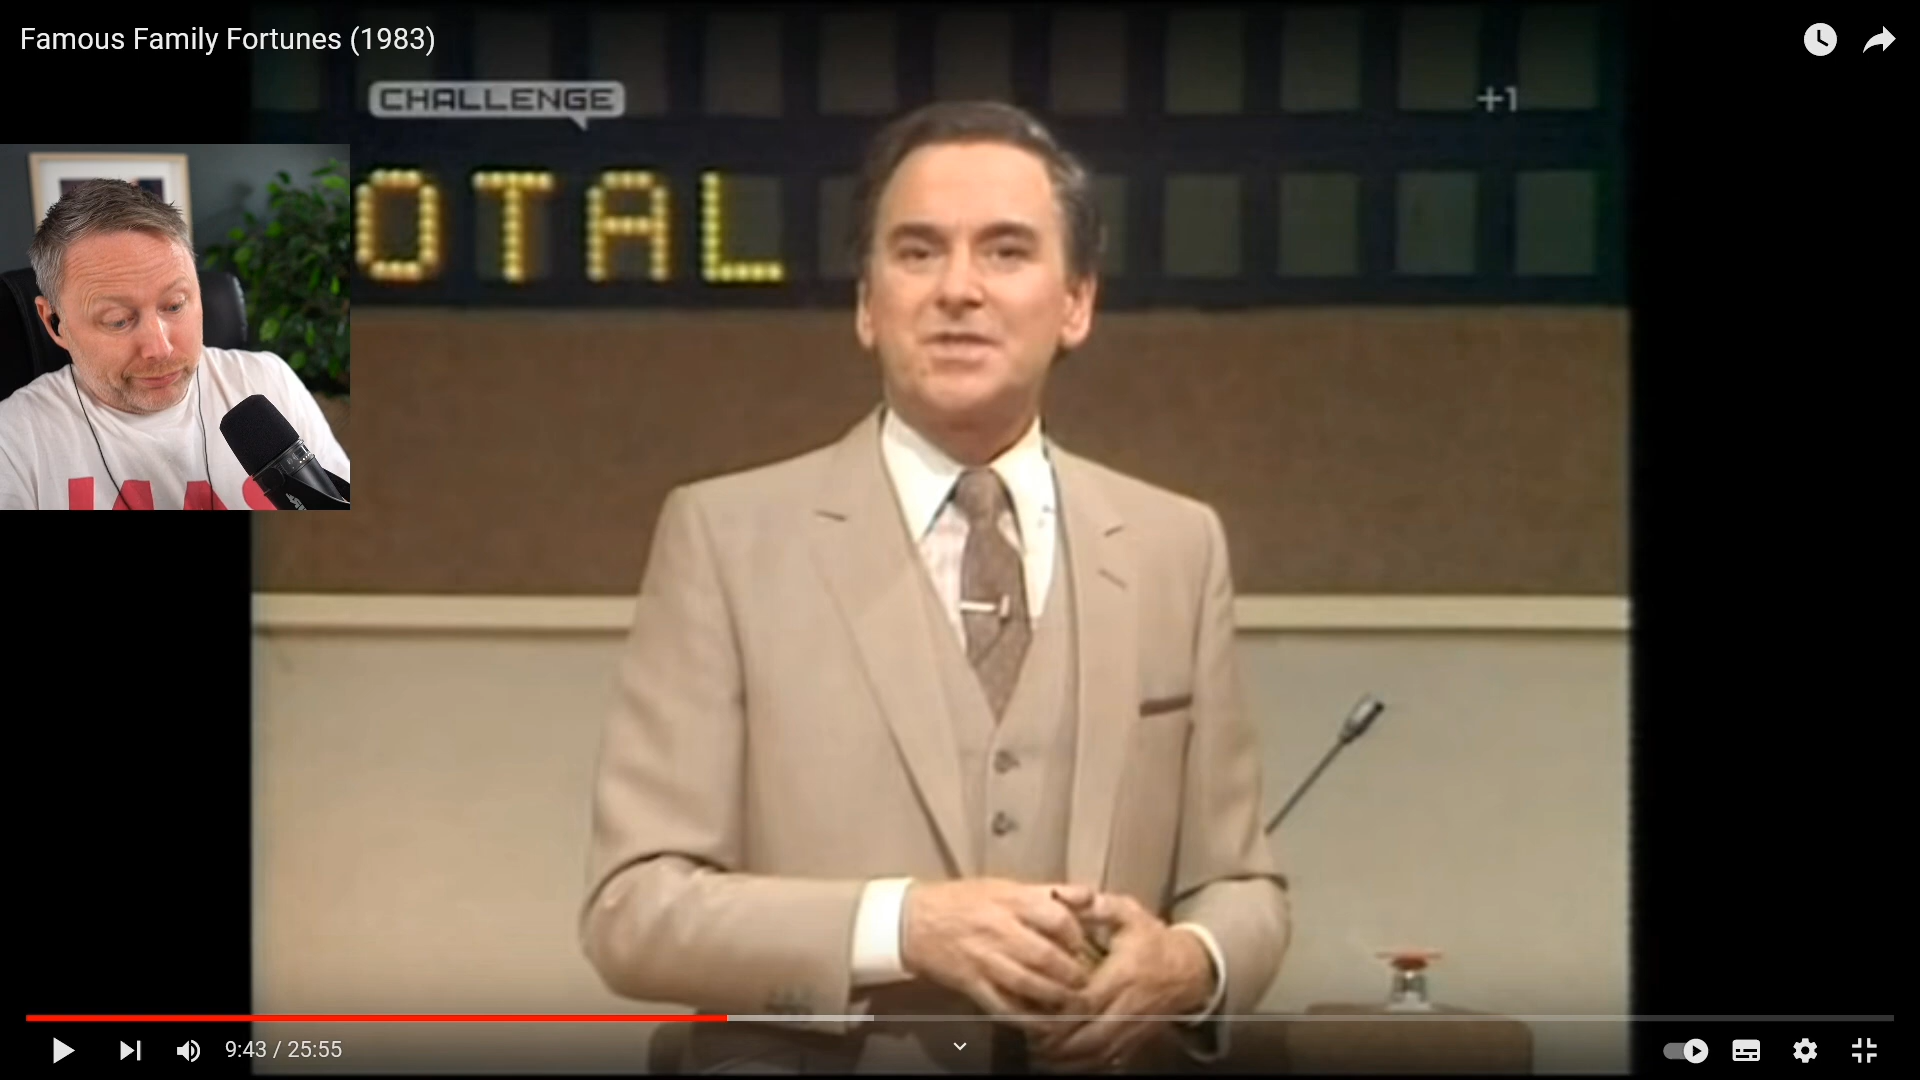 Famous Family Fortunes (1983)
CHALLENGE
+1
OTAL
9:43 / 25:55